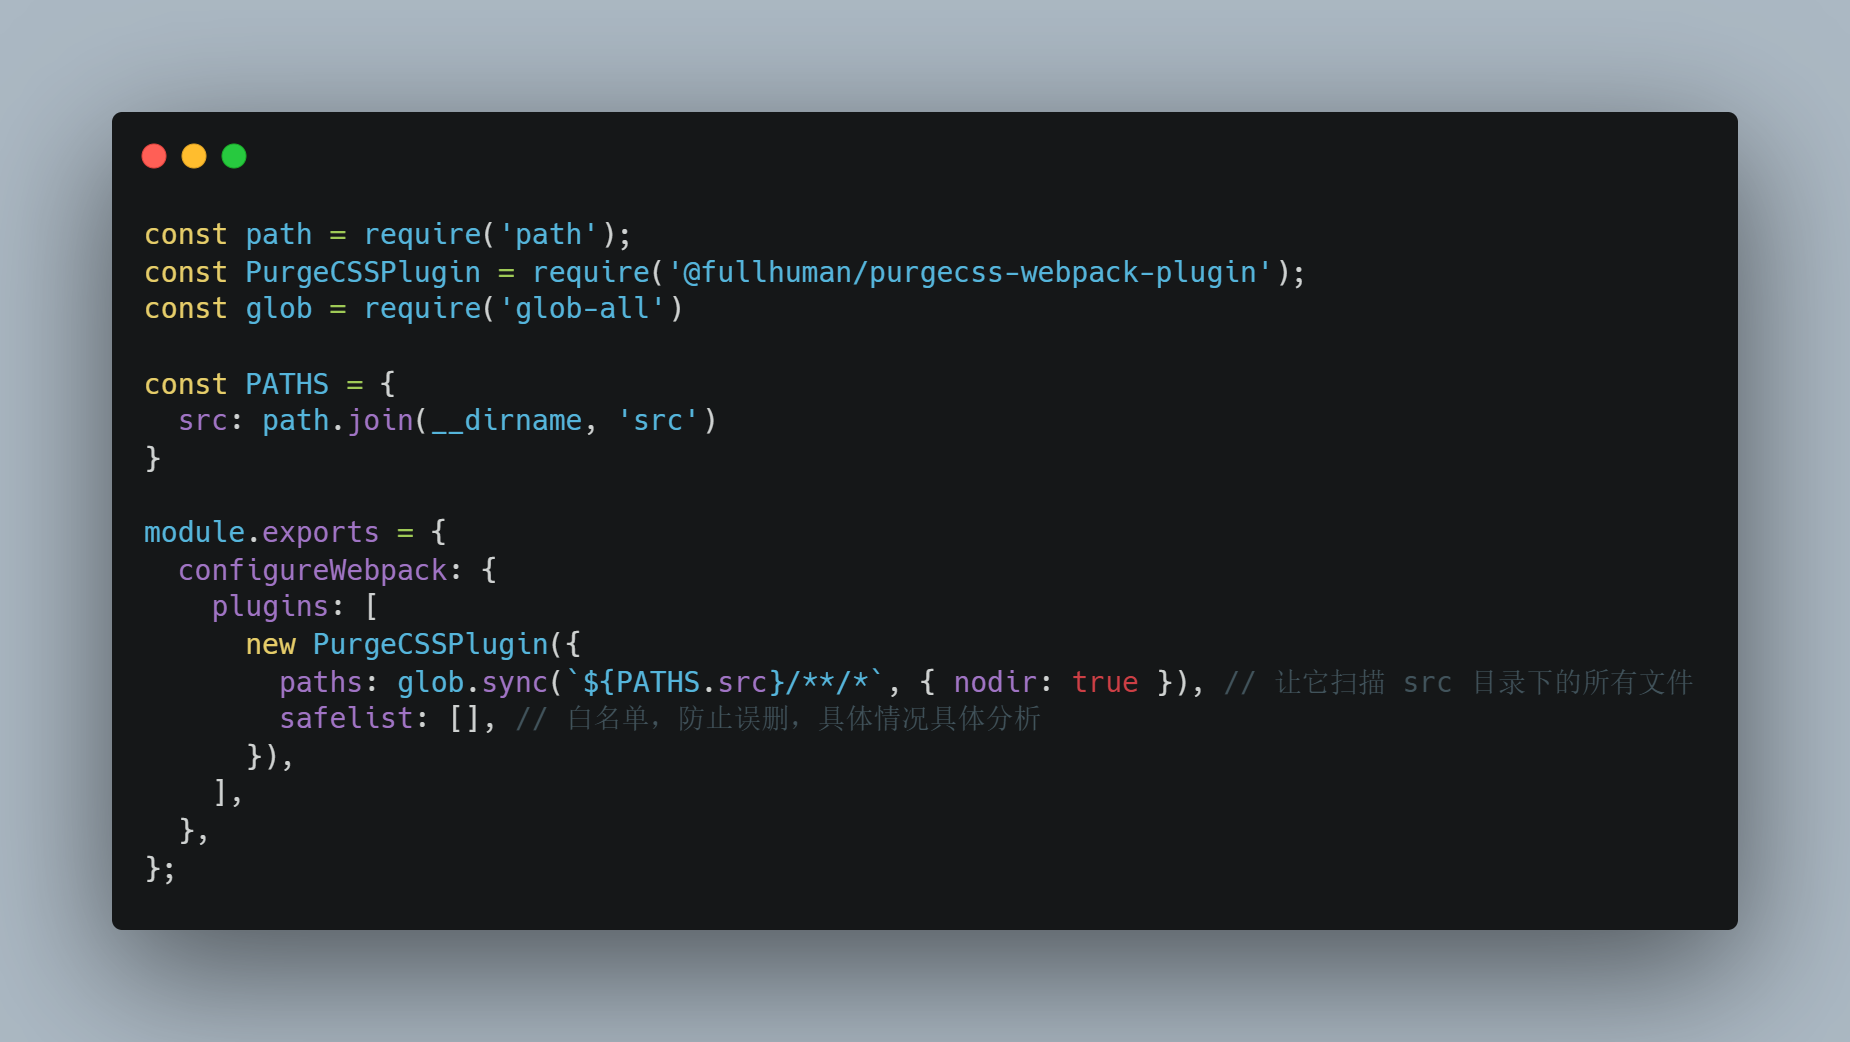 const path = require('path');
const PurgeCSSPlugin = require('@fullhuman/purgecss-webpack-plugin');
const glob = require('glob-all')
const PATHS = {
  src: path.join(__dirname, 'src')
}
module.exports = {
  configureWebpack: {
    plugins: [
      new PurgeCSSPlugin({
        paths: glob.sync(`${PATHS.src}/**/*`, { nodir: true }), // 让它扫描 src 目录下的所有文件
        safelist: [], // 白名单，防止误删，具体情况具体分析
      }),
    ],
  },
};